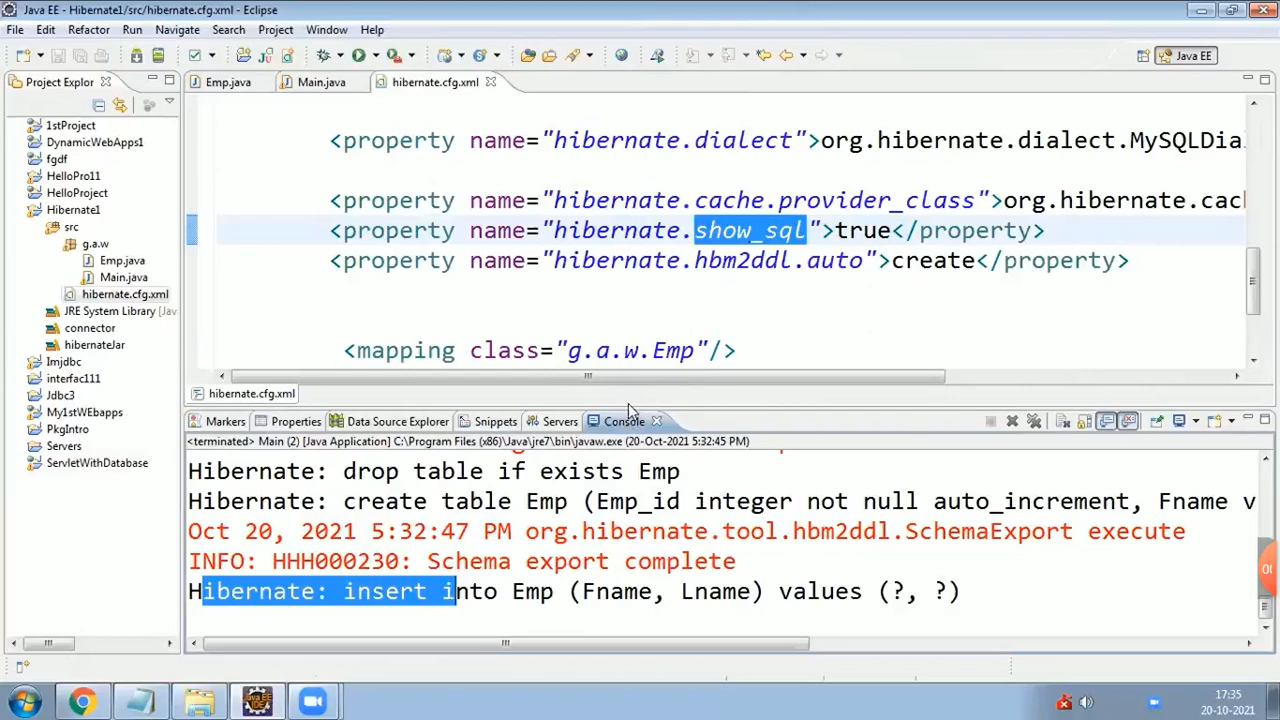 Java EE - Hibernate1/src/hibernate.cfg.xml - Eclipse
File Edit Refactor Run Navigate Search Project Window Help
Java EE
Project Explor
Emp.java Main.java hibernate.cfg.xml
1stProject
DynamicWebApps1
fgdf
HelloPro11
HelloProject
Hibernate1
src
g.a.w
Emp.java
Main.java
hibernate.cfg.xml
JRE System Library [Jav
connector
hibernateJar
Imjdbc
interfac111
Jdbc3
My1stWEbapps
PkgIntro
Servers
ServletWithDatabase
<property name="hibernate.dialect">org.hibernate.dialect.MySQLDia
<property name="hibernate.cache.provider_class">org.hibernate.cac
<property name="hibernate.show_sql">true</property>
<property name="hibernate.hbm2ddl.auto">create</property>
<mapping class="g.a.w.Emp"/>
hibernate.cfg.xml
Markers Properties Data Source Explorer Snippets Servers Console
<terminated> Main (2) [Java Application] C:\Program Files (x86)\Java\jre7\bin\javaw.exe (20-Oct-2021 5:32:45 PM)
Hibernate: drop table if exists Emp
Hibernate: create table Emp (Emp_id integer not null auto_increment, Fname v
Oct 20, 2021 5:32:47 PM org.hibernate.tool.hbm2ddl.SchemaExport execute
INFO: HHH000230: Schema export complete
Hibernate: insert into Emp (Fname, Lname) values (?, ?)
17:35
20-10-2021